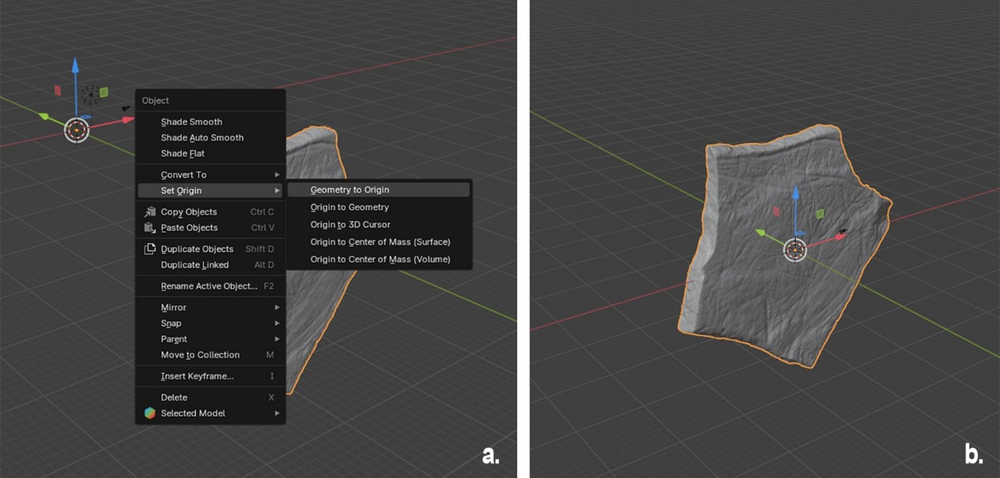 Object
Shade Smooth
Shade Auto Smooth
Shade Flat
Convert To
Set Origin
Copy Objects Ctrl C
Paste Objects Ctrl V
Duplicate Objects Shift D
Duplicate Linked Alt D
Rename Active Object... F2
Mirror
Snap
Parent
Move to Collection M
Insert Keyframe... I
Delete X
Selected Model
Geometry to Origin
Origin to Geometry
Origin to 3D Cursor
Origin to Center of Mass (Surface)
Origin to Center of Mass (Volume)
a.
b.